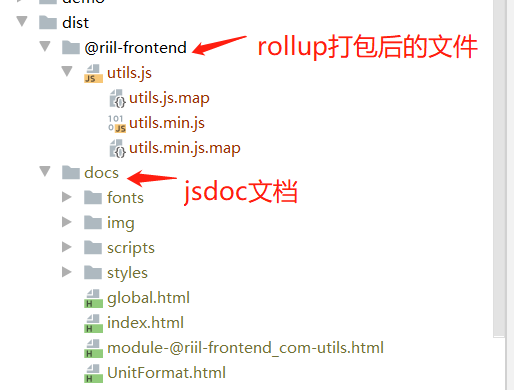 demo
dist
@riil-frontend
rollup打包后的文件
utils.js
utils.js.map
utils.min.js
utils.min.js.map
docs
jsdoc文档
fonts
img
scripts
styles
global.html
index.html
module-@riil-frontend_com-utils.html
UnitFormat.html